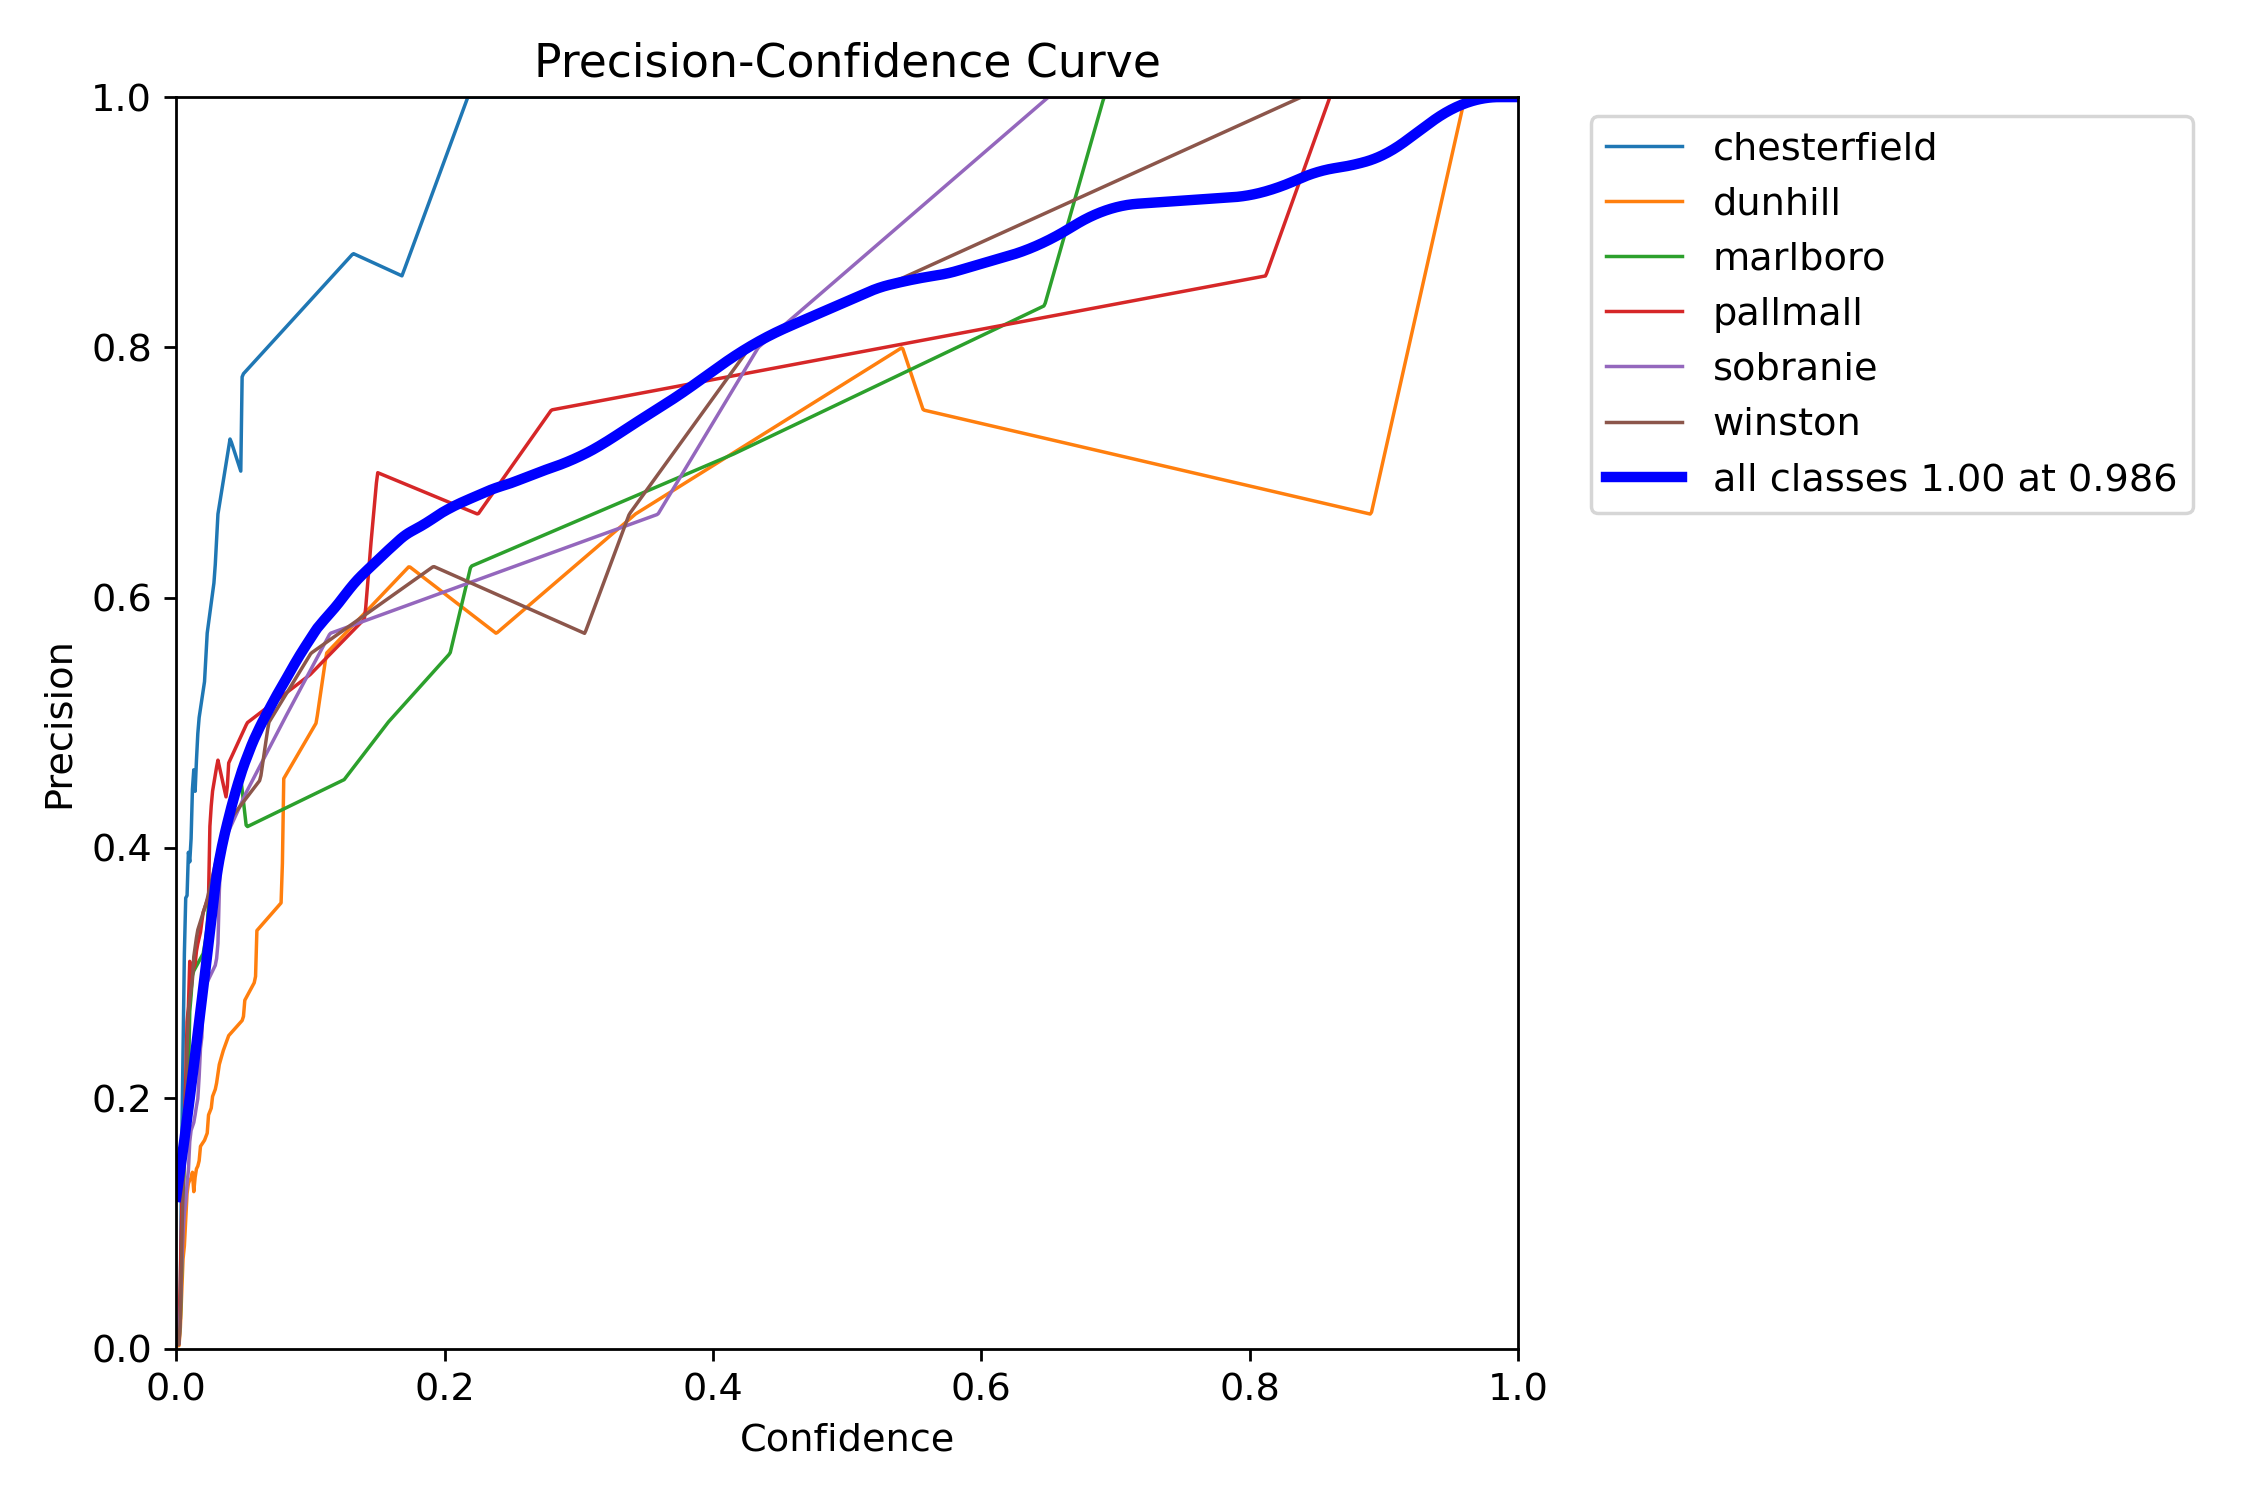 Precision-Confidence Curve
1.0
0.8
0.6
0.4
0.2
0.0
Precision
0.0 0.2 0.4 0.6 0.8 1.0
Confidence
chesterfield
dunhill
marlboro
pallmall
sobranie
winston
all classes 1.00 at 0.986